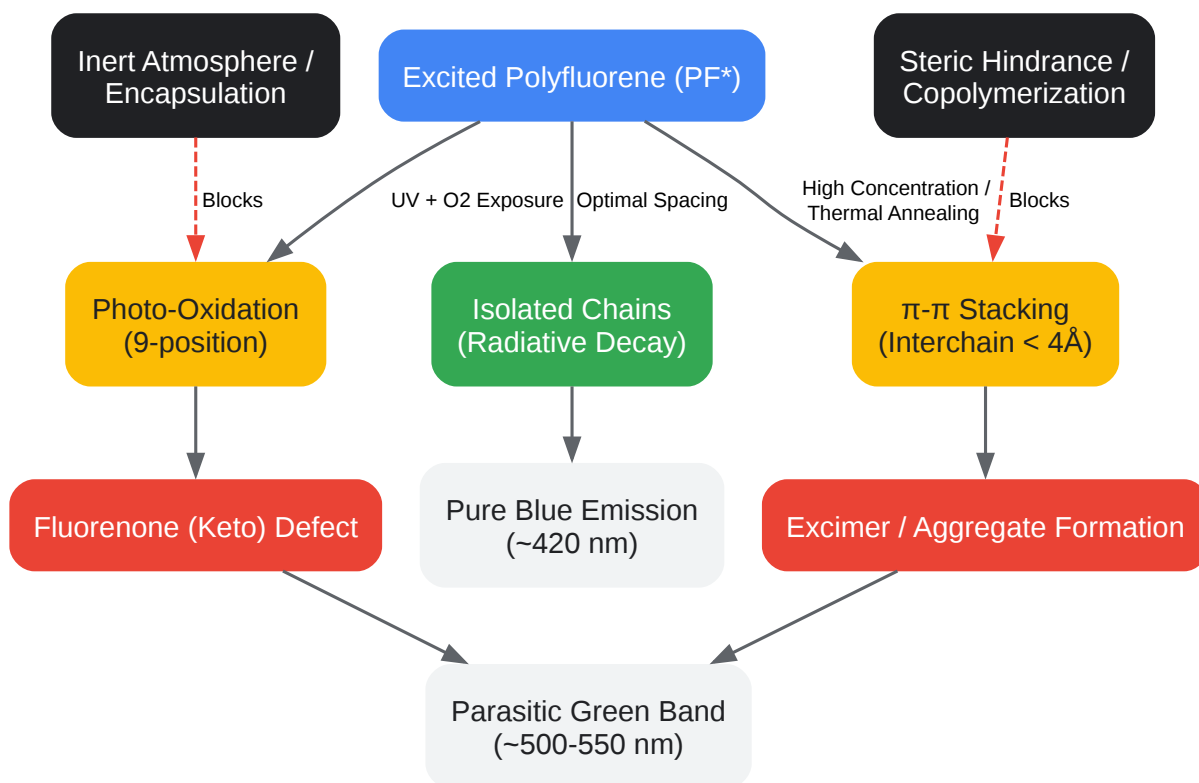 Inert Atmosphere /
Encapsulation
Excited Polyfluorene (PF*)
Steric Hindrance /
Copolymerization
Blocks
UV + O2 Exposure
Optimal Spacing
High Concentration /
Thermal Annealing
Blocks
Photo-Oxidation
(9-position)
Isolated Chains
(Radiative Decay)
π-π Stacking
(Interchain < 4Å)
Fluorenone (Keto) Defect
Pure Blue Emission
(~420 nm)
Excimer / Aggregate Formation
Parasitic Green Band
(~500-550 nm)